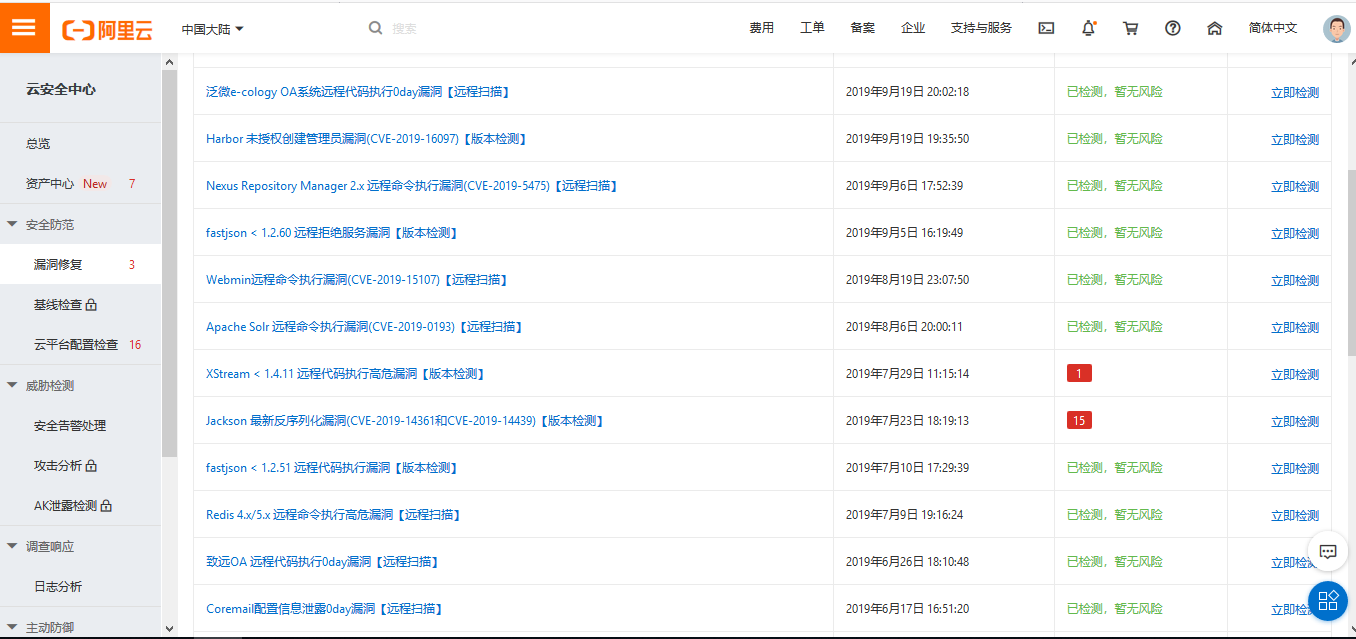 阿里云 中国大陆 搜索 费用 工单 备案 企业 支持与服务 简体中文
云安全中心
总览
资产中心 New 7
安全防范
漏洞修复 3
基线检查
云平台配置检查 16
威胁检测
安全告警处理
攻击分析
AK泄露检测
调查响应
日志分析
主动防御
泛微e-cology OA系统远程代码执行0day漏洞【远程扫描】 2019年9月19日 20:02:18 已检测，暂无风险 立即检测
Harbor 未授权创建管理员漏洞(CVE-2019-16097)【版本检测】 2019年9月19日 19:35:50 已检测，暂无风险 立即检测
Nexus Repository Manager 2.x 远程命令执行漏洞(CVE-2019-5475)【远程扫描】 2019年9月6日 17:52:39 已检测，暂无风险 立即检测
fastjson < 1.2.60 远程拒绝服务漏洞【版本检测】 2019年9月5日 16:19:49 已检测，暂无风险 立即检测
Webmin远程命令执行漏洞(CVE-2019-15107)【远程扫描】 2019年8月19日 23:07:50 已检测，暂无风险 立即检测
Apache Solr 远程命令执行漏洞(CVE-2019-0193)【远程扫描】 2019年8月6日 20:00:11 已检测，暂无风险 立即检测
XStream < 1.4.11 远程代码执行高危漏洞【版本检测】 2019年7月29日 11:15:14 1 立即检测
Jackson 最新反序列化漏洞(CVE-2019-14361和CVE-2019-14439)【版本检测】 2019年7月23日 18:19:13 15 立即检测
fastjson < 1.2.51 远程代码执行漏洞【版本检测】 2019年7月10日 17:29:39 已检测，暂无风险 立即检测
Redis 4.x/5.x 远程命令执行高危漏洞【远程扫描】 2019年7月9日 19:16:24 已检测，暂无风险 立即检测
致远OA 远程代码执行0day漏洞【远程扫描】 2019年6月26日 18:10:48 已检测，暂无风险 立即检
Coremail配置信息泄露0day漏洞【远程扫描】 2019年6月17日 16:51:20 已检测，暂无风险 立即检